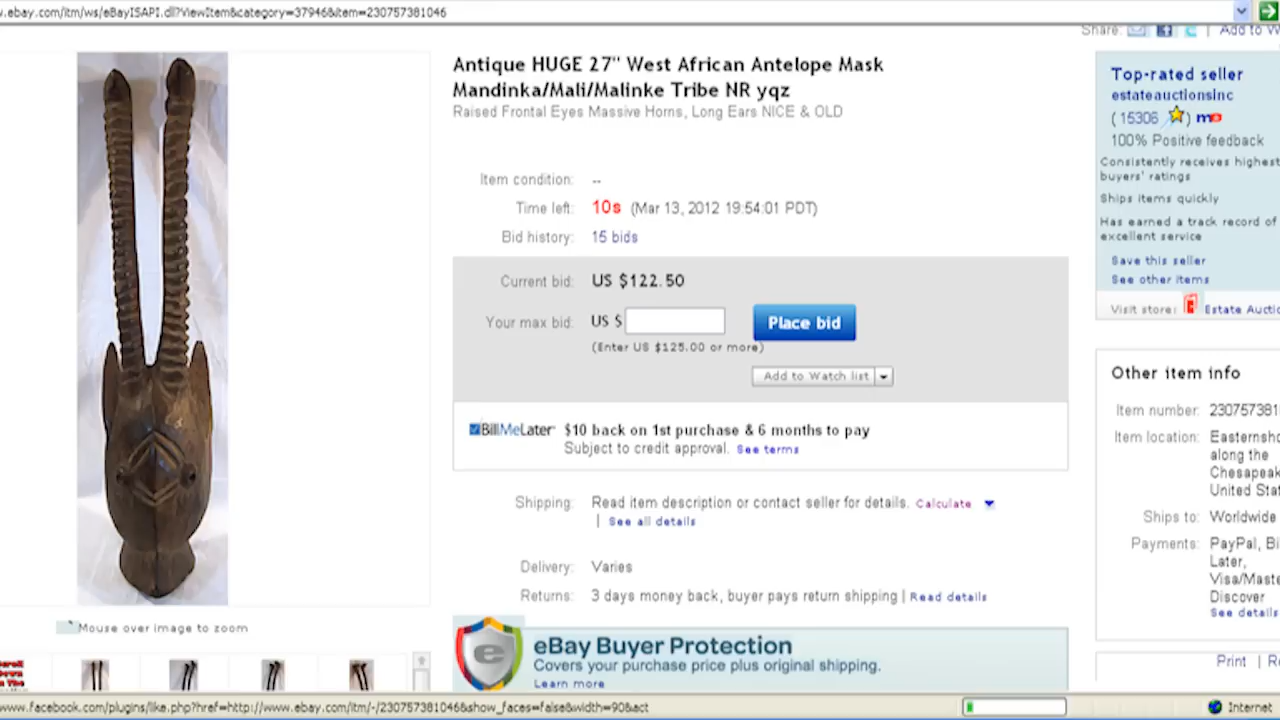 .ebay.com/itm/ws/eBayISAPI.dll?ViewItem&category=37946&item=230757381046
Share:
Add to W
Antique HUGE 27" West African Antelope Mask
Mandinka/Mali/Malinke Tribe NR yqz
Raised Frontal Eyes Massive Horns, Long Ears NICE & OLD
Item condition: --
Time left: 10s (Mar 13, 2012 19:54:01 PDT)
Bid history: 15 bids
Current bid: US $122.50
Your max bid: US $
Place bid
(Enter US $125.00 or more)
Add to Watch list
BillMeLater $10 back on 1st purchase & 6 months to pay
Subject to credit approval. See terms
Shipping: Read item description or contact seller for details. Calculate
| See all details
Delivery: Varies
Returns: 3 days money back, buyer pays return shipping | Read details
eBay Buyer Protection
Covers your purchase price plus original shipping.
Learn more
Mouse over image to zoom
Top-rated seller
estateauctionsinc
( 15306 ) me
100% Positive feedback
Consistently receives highest
buyers' ratings
Ships items quickly
Has earned a track record of
excellent service
Save this seller
See other items
Visit store: Estate Auctio
Other item info
Item number: 230757381
Item location: Easternsho
along the
Chesapeak
United Stat
Ships to: Worldwide
Payments: PayPal, Bi
Later,
Visa/Maste
Discover
See details
Print | Re
www.facebook.com/plugins/like.php?href=http://www.ebay.com/itm/-/230757381046&show_faces=false&width=90&act
Internet